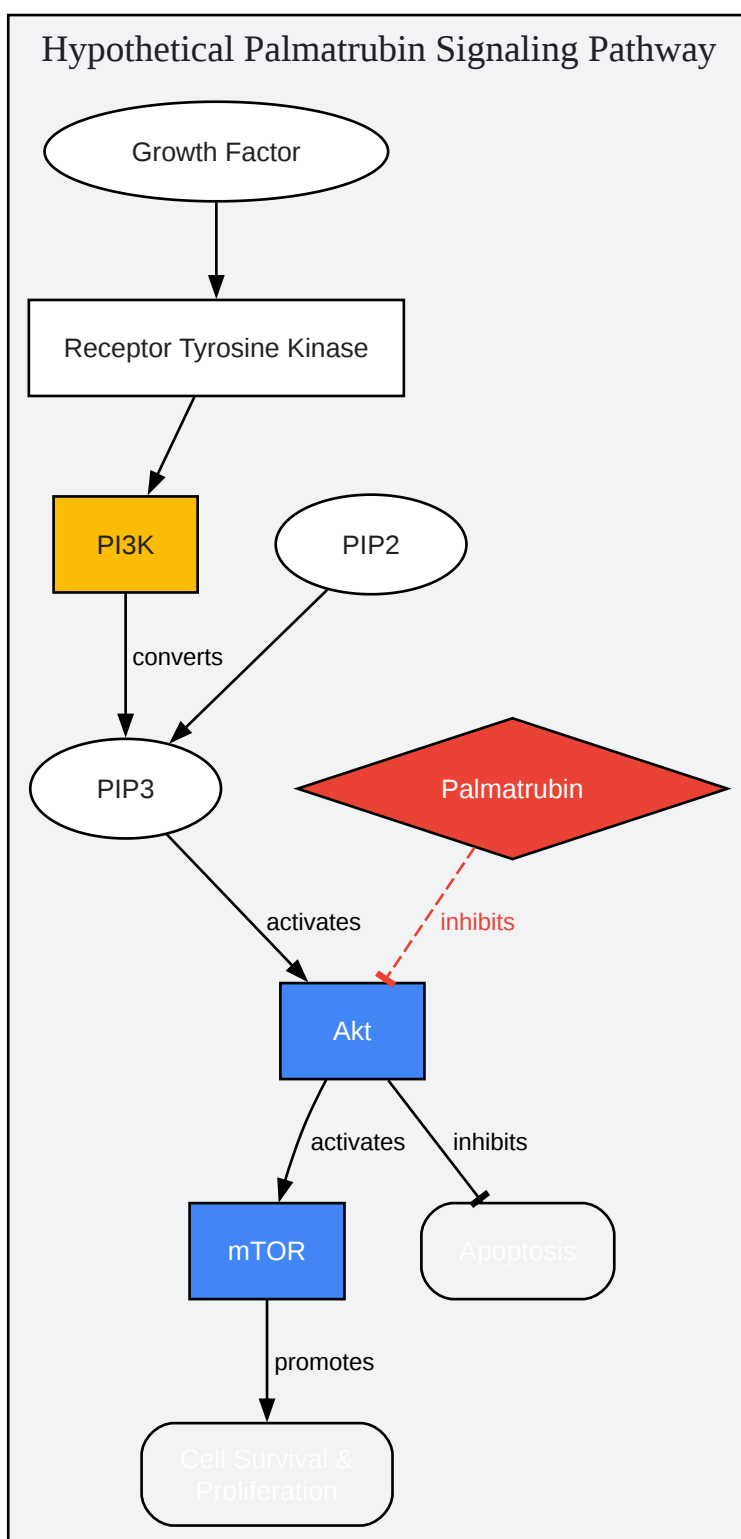 Hypothetical Palmatrubin Signaling Pathway
Growth Factor
Receptor Tyrosine Kinase
PI3K
PIP2
converts
PIP3
Palmatrubin
activates
inhibits
Akt
activates
inhibits
mTOR
Apoptosis
promotes
Cell Survival &
Proliferation